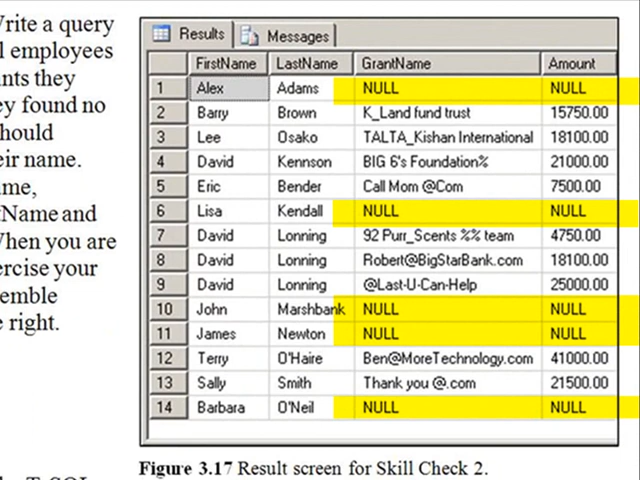 Write a query
l employees
nts they
ey found no
should
eir name.
me,
tName and
When you are
ercise your
semble
e right.
Results Messages
FirstName LastName GrantName Amount
1 Alex Adams NULL NULL
2 Barry Brown K_Land fund trust 15750.00
3 Lee Osako TALTA_Kishan International 18100.00
4 David Kennson BIG 6's Foundation% 21000.00
5 Eric Bender Call Mom @Com 7500.00
6 Lisa Kendall NULL NULL
7 David Lonning 92 Purr_Scents %% team 4750.00
8 David Lonning Robert@BigStarBank.com 18100.00
9 David Lonning @Last-U-Can-Help 25000.00
10 John Marshbank NULL NULL
11 James Newton NULL NULL
12 Terry O'Haire Ben@MoreTechnology.com 41000.00
13 Sally Smith Thank you @.com 21500.00
14 Barbara O'Neil NULL NULL
Figure 3.17 Result screen for Skill Check 2.